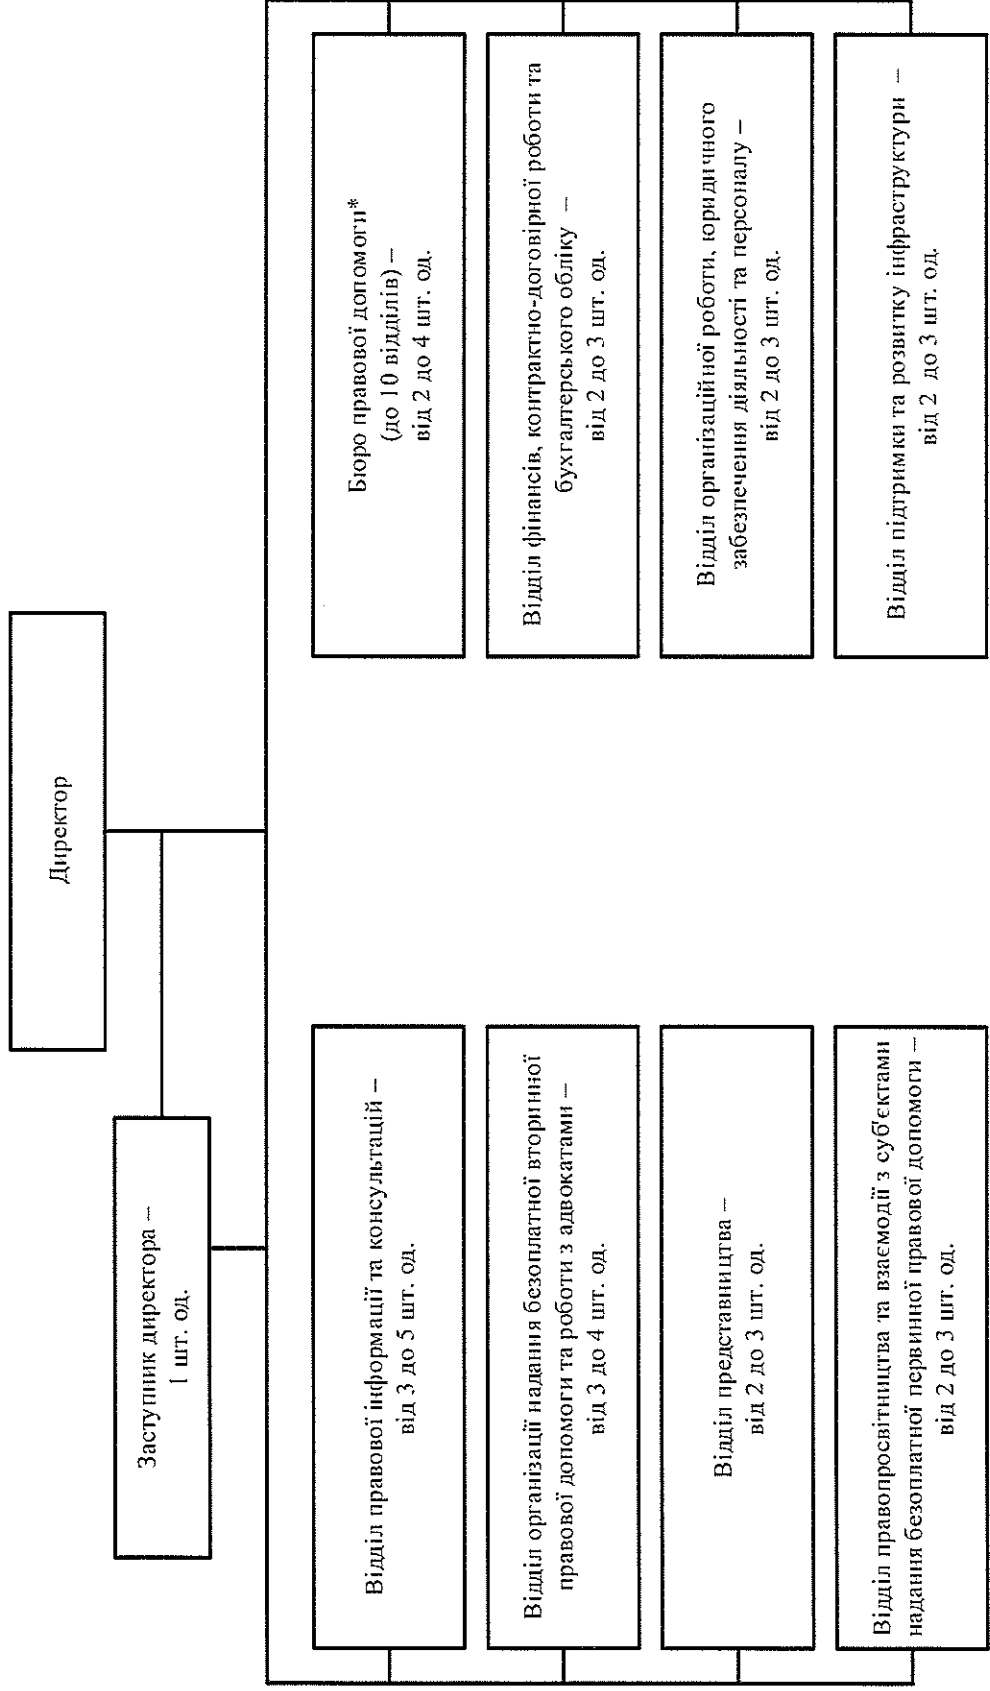 Директор
Заступник директора –
1 шт. од.
Відділ правової інформації та консультацій –
від 3 до 5 шт. од.
Відділ організації надання безоплатної вторинної
правової допомоги та роботи з адвокатами –
від 3 до 4 шт. од.
Відділ представництва –
від 2 до 3 шт. од.
Відділ правопросвітництва та взаємодії з суб'єктами
надання безоплатної первинної правової допомоги –
від 2 до 3 шт. од.
Бюро правової допомоги*
(до 10 відділів) –
від 2 до 4 шт. од.
Відділ фінансів, контрактно-договірної роботи та
бухгалтерського обліку –
від 2 до 3 шт. од.
Відділ організаційної роботи, юридичного
забезпечення діяльності та персоналу –
від 2 до 3 шт. од.
Відділ підтримки та розвитку інфраструктури –
від 2 до 3 шт. од.